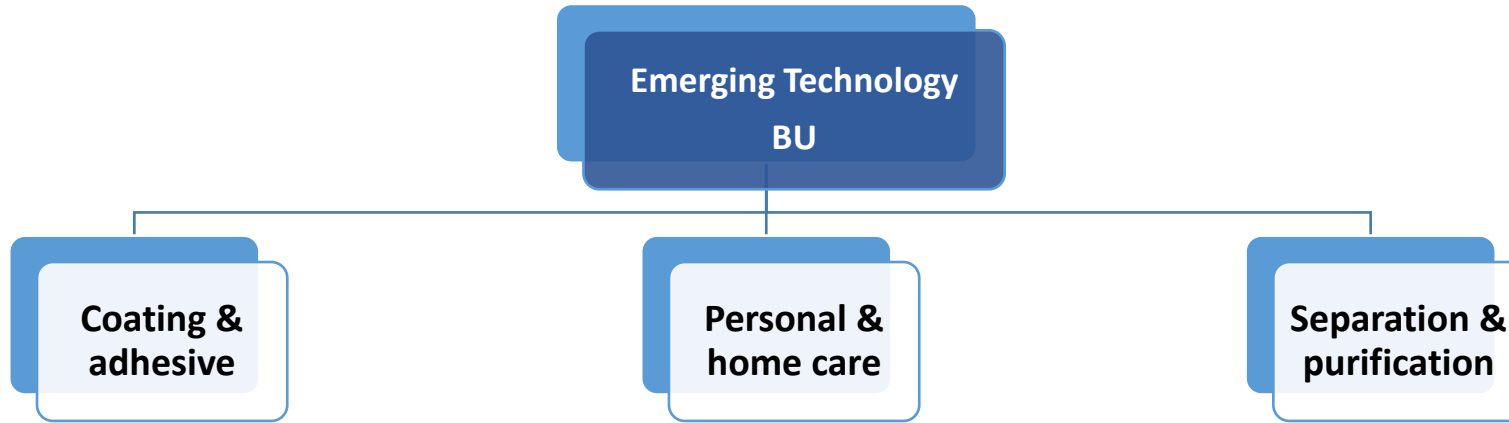 Emerging Technology
BU
Coating &
adhesive
Personal &
home care
Separation &
purification